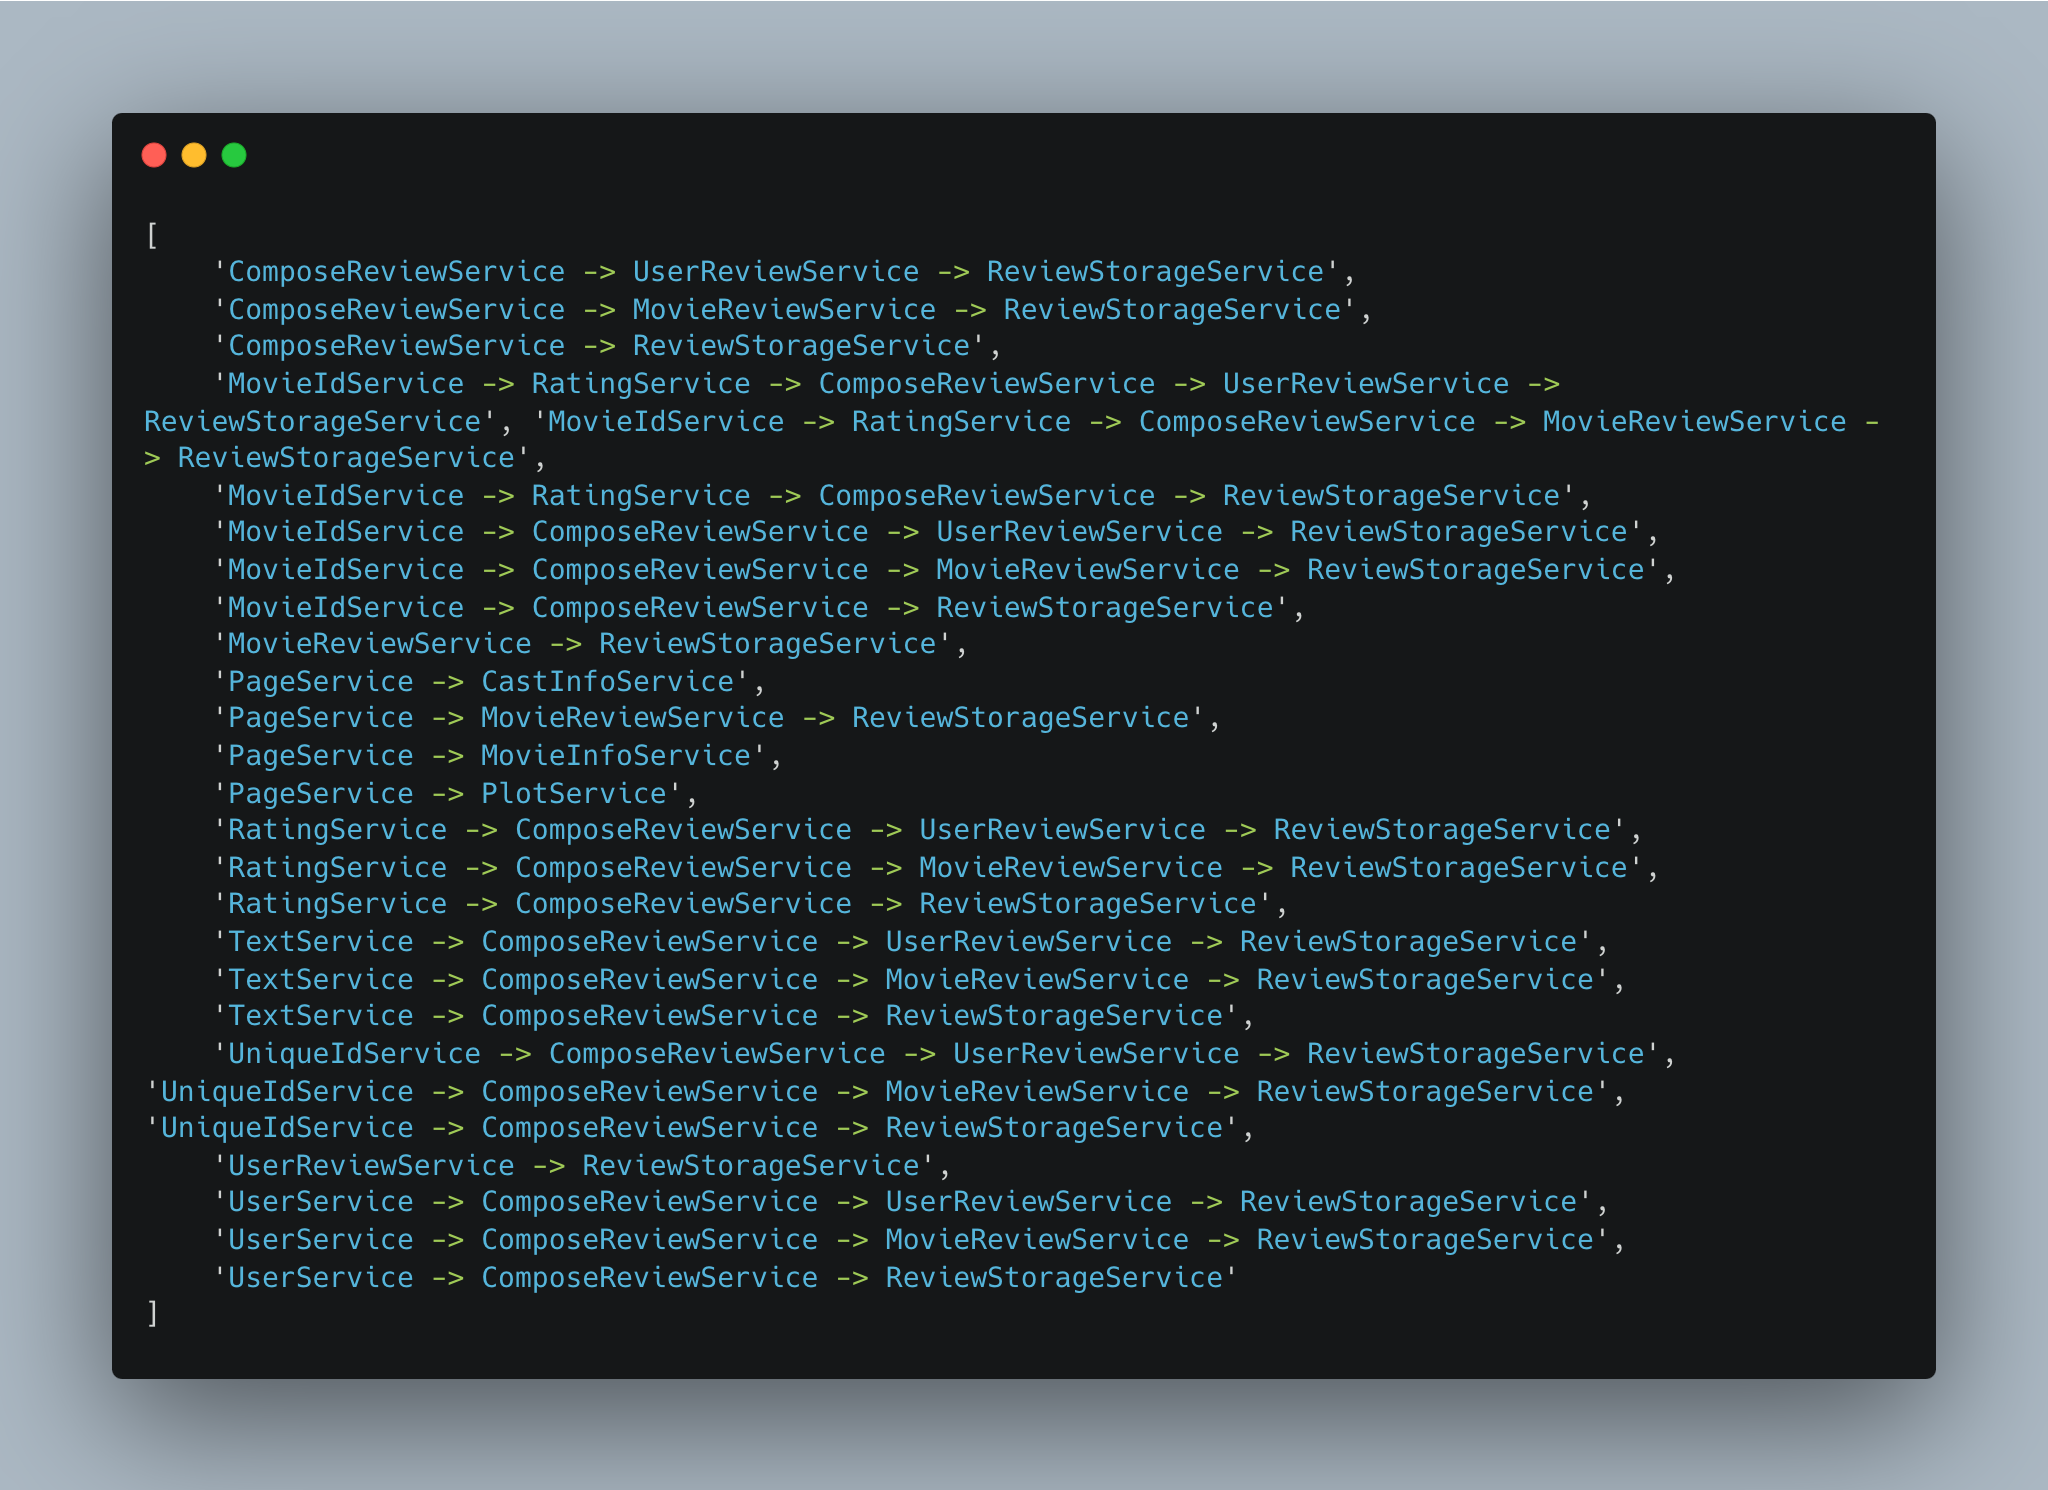 [
    'ComposeReviewService -> UserReviewService -> ReviewStorageService',
    'ComposeReviewService -> MovieReviewService -> ReviewStorageService',
    'ComposeReviewService -> ReviewStorageService',
    'MovieIdService -> RatingService -> ComposeReviewService -> UserReviewService ->
ReviewStorageService', 'MovieIdService -> RatingService -> ComposeReviewService -> MovieReviewService -
> ReviewStorageService',
    'MovieIdService -> RatingService -> ComposeReviewService -> ReviewStorageService',
    'MovieIdService -> ComposeReviewService -> UserReviewService -> ReviewStorageService',
    'MovieIdService -> ComposeReviewService -> MovieReviewService -> ReviewStorageService',
    'MovieIdService -> ComposeReviewService -> ReviewStorageService',
    'MovieReviewService -> ReviewStorageService',
    'PageService -> CastInfoService',
    'PageService -> MovieReviewService -> ReviewStorageService',
    'PageService -> MovieInfoService',
    'PageService -> PlotService',
    'RatingService -> ComposeReviewService -> UserReviewService -> ReviewStorageService',
    'RatingService -> ComposeReviewService -> MovieReviewService -> ReviewStorageService',
    'RatingService -> ComposeReviewService -> ReviewStorageService',
    'TextService -> ComposeReviewService -> UserReviewService -> ReviewStorageService',
    'TextService -> ComposeReviewService -> MovieReviewService -> ReviewStorageService',
    'TextService -> ComposeReviewService -> ReviewStorageService',
    'UniqueIdService -> ComposeReviewService -> UserReviewService -> ReviewStorageService',
'UniqueIdService -> ComposeReviewService -> MovieReviewService -> ReviewStorageService',
'UniqueIdService -> ComposeReviewService -> ReviewStorageService',
    'UserReviewService -> ReviewStorageService',
    'UserService -> ComposeReviewService -> UserReviewService -> ReviewStorageService',
    'UserService -> ComposeReviewService -> MovieReviewService -> ReviewStorageService',
    'UserService -> ComposeReviewService -> ReviewStorageService'
]